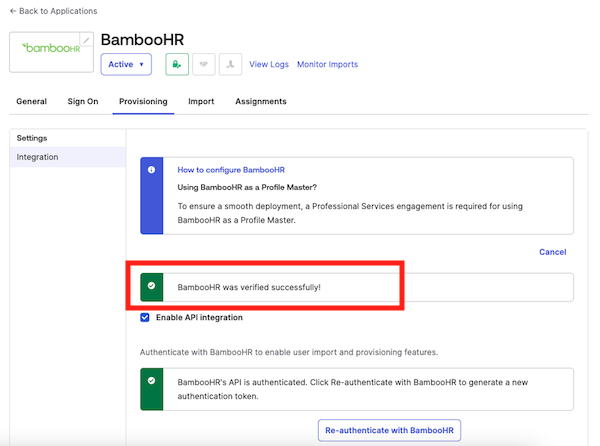 ← Back to Applications
bambooHR
BambooHR
Active ▼
View Logs Monitor Imports
General Sign On Provisioning Import Assignments
Settings
Integration
How to configure BambooHR
Using BambooHR as a Profile Master?
To ensure a smooth deployment, a Professional Services engagement is required for using
BambooHR as a Profile Master.
Cancel
BambooHR was verified successfully!
Enable API integration
Authenticate with BambooHR to enable user import and provisioning features.
BambooHR's API is authenticated. Click Re-authenticate with BambooHR to generate a new
authentication token.
Re-authenticate with BambooHR